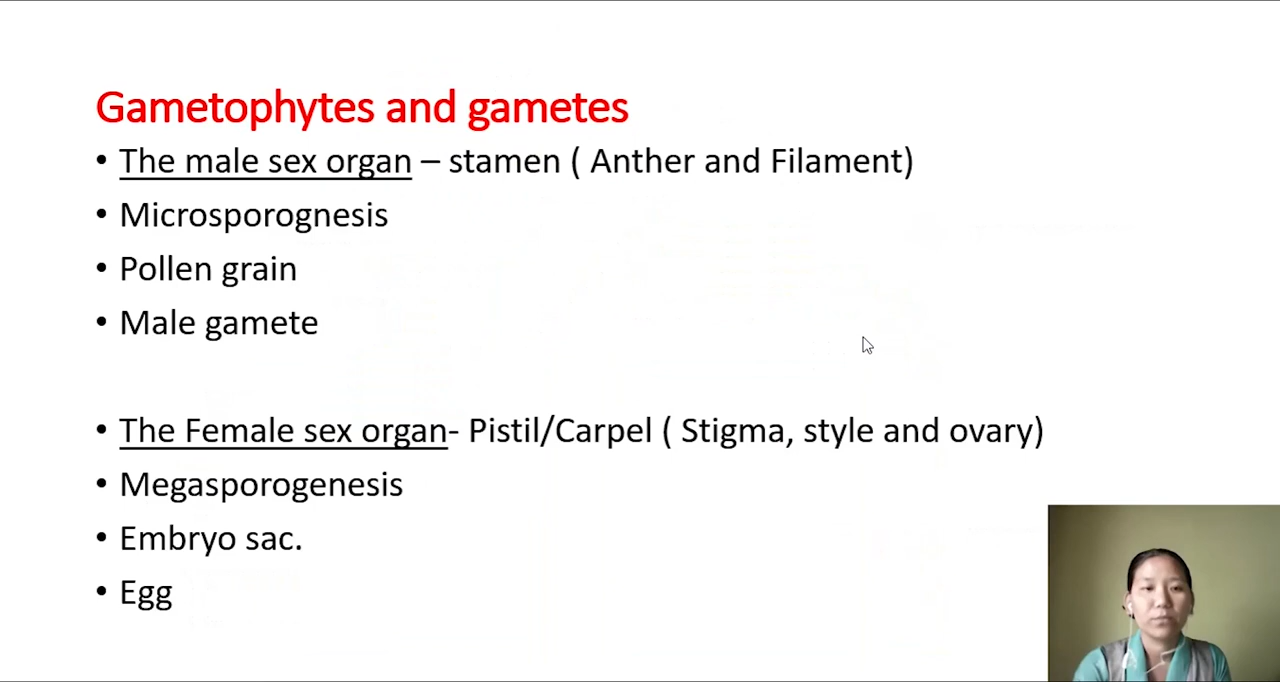 Gametophytes and gametes
• The male sex organ – stamen ( Anther and Filament)
• Microsporognesis
• Pollen grain
• Male gamete
• The Female sex organ- Pistil/Carpel ( Stigma, style and ovary)
• Megasporogenesis
• Embryo sac.
• Egg